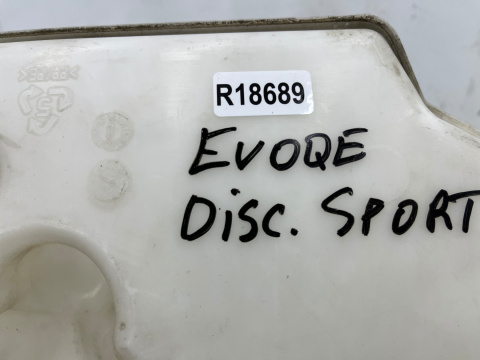 R18689
EVOQE
DISC. SPORT